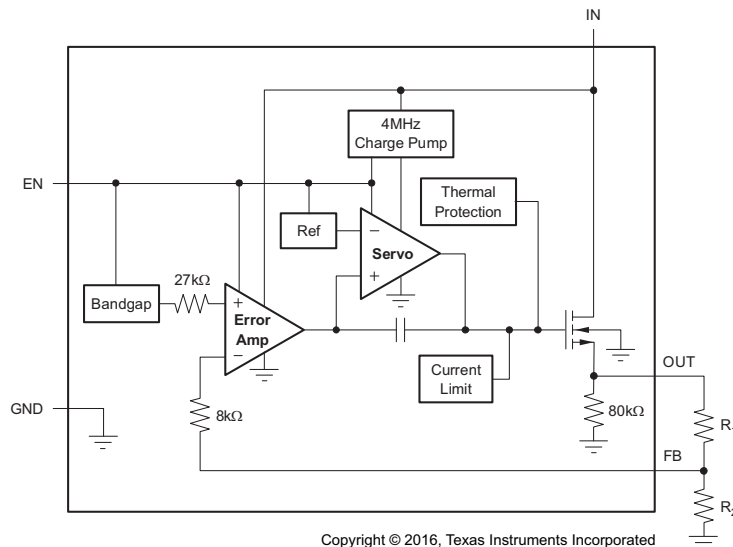 IN
4MHz
Charge Pump
EN
Thermal
Protection
Ref
−
Servo
+
27kΩ
Bandgap
+
Error
Amp
−
Current
Limit
OUT
GND
8kΩ
80kΩ
FB
Copyright © 2016, Texas Instruments Incorporated